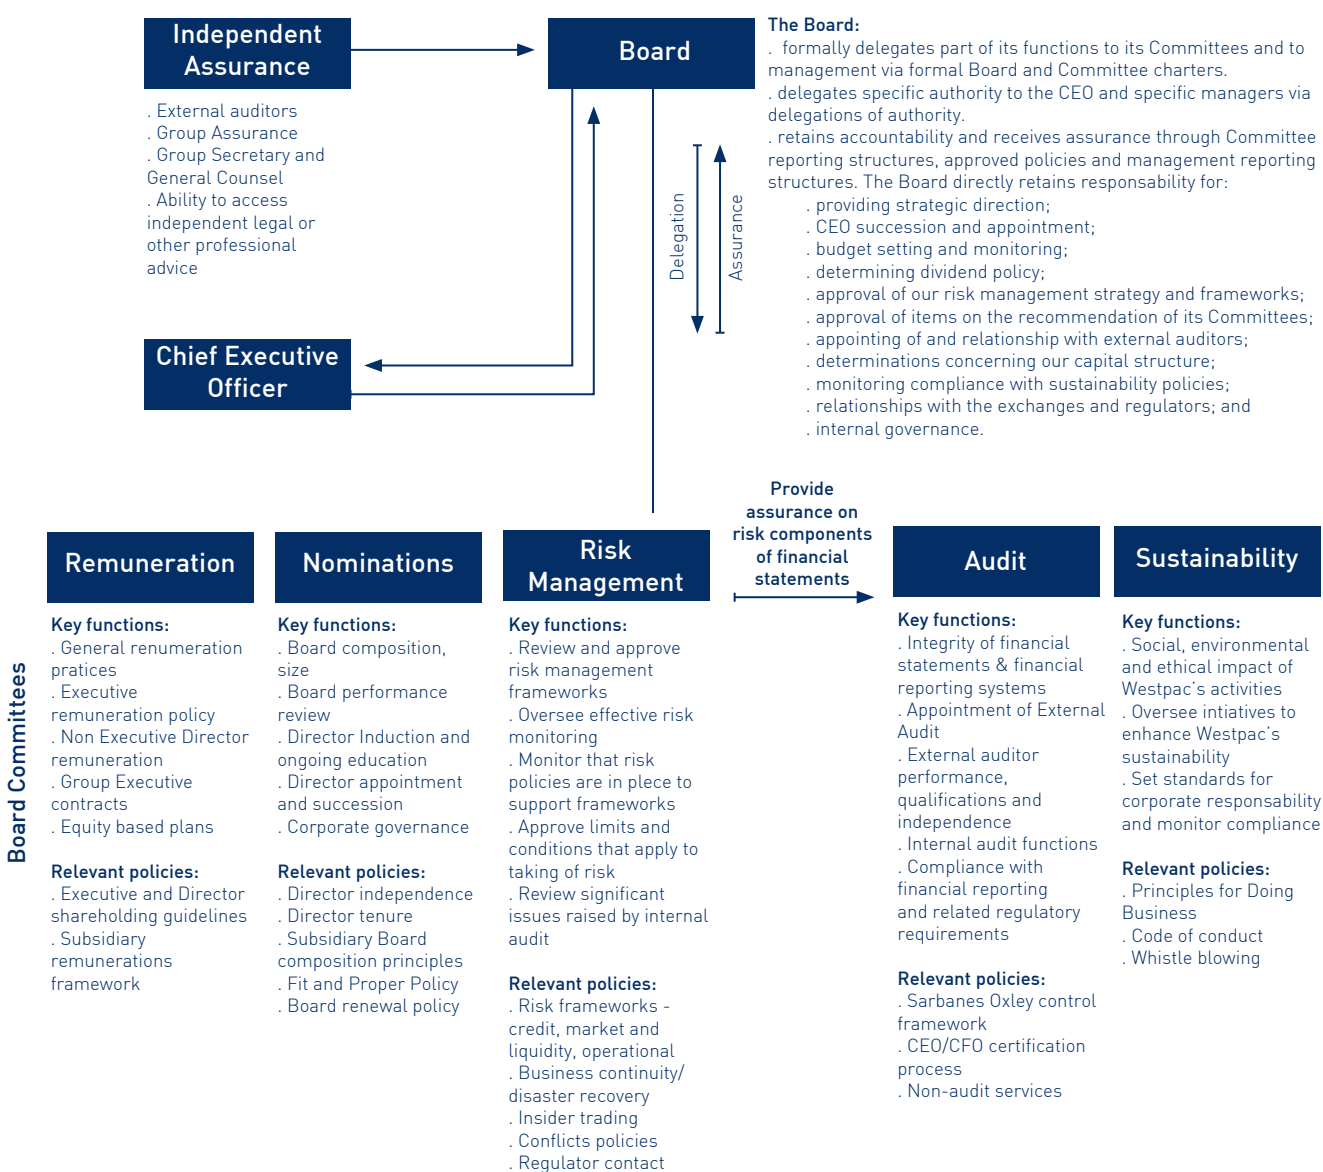 Independent
Assurance
. External auditors
. Group Assurance
. Group Secretary and
General Counsel
. Ability to access
independent legal or
other professional
advice
Board
The Board:
. formally delegates part of its functions to its Committees and to
management via formal Board and Committee charters.
. delegates specific authority to the CEO and specific managers via
delegations of authority.
. retains accountability and receives assurance through Committee
reporting structures, approved policies and management reporting
structures. The Board directly retains responsability for:
. providing strategic direction;
. CEO succession and appointment;
. budget setting and monitoring;
. determining dividend policy;
. approval of our risk management strategy and frameworks;
. approval of items on the recommendation of its Committees;
. appointing of and relationship with external auditors;
. determinations concerning our capital structure;
. monitoring compliance with sustainability policies;
. relationships with the exchanges and regulators; and
. internal governance.
Delegation
Assurance
Chief Executive
Officer
Provide
assurance on
risk components
of financial
statements
Board Committees
Remuneration
Key functions:
. General renumeration
pratices
. Executive
remuneration policy
. Non Executive Director
remuneration
. Group Executive
contracts
. Equity based plans
Relevant policies:
. Executive and Director
shareholding guidelines
. Subsidiary
remunerations
framework
Nominations
Key functions:
. Board composition,
size
. Board performance
review
. Director Induction and
ongoing education
. Director appointment
and succession
. Corporate governance
Relevant policies:
. Director independence
. Director tenure
. Subsidiary Board
composition principles
. Fit and Proper Policy
. Board renewal policy
Risk
Management
Key functions:
. Review and approve
risk management
frameworks
. Oversee effective risk
monitoring
. Monitor that risk
policies are in plece to
support frameworks
. Approve limits and
conditions that apply to
taking of risk
. Review significant
issues raised by internal
audit
Relevant policies:
. Risk frameworks -
credit, market and
liquidity, operational
. Business continuity/
disaster recovery
. Insider trading
. Conflicts policies
. Regulator contact
Audit
Key functions:
. Integrity of financial
statements & financial
reporting systems
. Appointment of External
Audit
. External auditor
performance,
qualifications and
independence
. Internal audit functions
. Compliance with
financial reporting
and related regulatory
requirements
Relevant policies:
. Sarbanes Oxley control
framework
. CEO/CFO certification
process
. Non-audit services
Sustainability
Key functions:
. Social, environmental
and ethical impact of
Westpac's activities
. Oversee intiatives to
enhance Westpac's
sustainability
. Set standards for
corporate responsability
and monitor compliance
Relevant policies:
. Principles for Doing
Business
. Code of conduct
. Whistle blowing